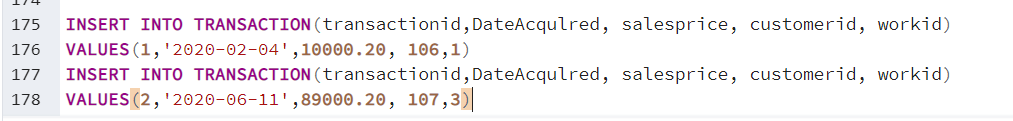 174
175 INSERT INTO TRANSACTION(transactionid,DateAcqulred, salesprice, customerid, workid)
176 VALUES(1,'2020-02-04',10000.20, 106,1)
177 INSERT INTO TRANSACTION(transactionid,DateAcqulred, salesprice, customerid, workid)
178 VALUES(2,'2020-06-11',89000.20, 107,3)